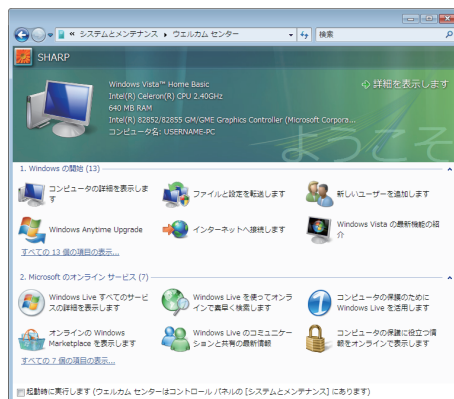 « システムとメンテナンス ▸ ウェルカム センター
検索
SHARP
Windows Vista™ Home Basic
詳細を表示します
Intel(R) Celeron(R) CPU 2.40GHz
640 MB RAM
Intel(R) 82852/82855 GM/GME Graphics Controller (Microsoft Corpora...
コンピュータ名: USERNAME-PC
ようこそ
1. Windows の開始 (13)
コンピュータの詳細を表示しま
す
ファイルと設定を転送します
新しいユーザーを追加します
Windows Anytime Upgrade
インターネットへ接続します
Windows Vista の最新機能の紹
介
すべての 13 個の項目の表示...
2. Microsoft のオンライン サービス (7)
Windows Live すべてのサービ
スの詳細を表示します
Windows Live を使ってオンラ
インで素早く検索します
コンピュータの保護のために
Windows Live を活用します
オンラインの Windows
Marketplace を表示します
Windows Live のコミュニケー
ションと共有の最新情報
コンピュータの保護に役立つ情
報をオンラインで表示します
すべての 7 個の項目の表示...
起動時に実行します (ウェルカム センターはコントロール パネルの [システムとメンテナンス] にあります)